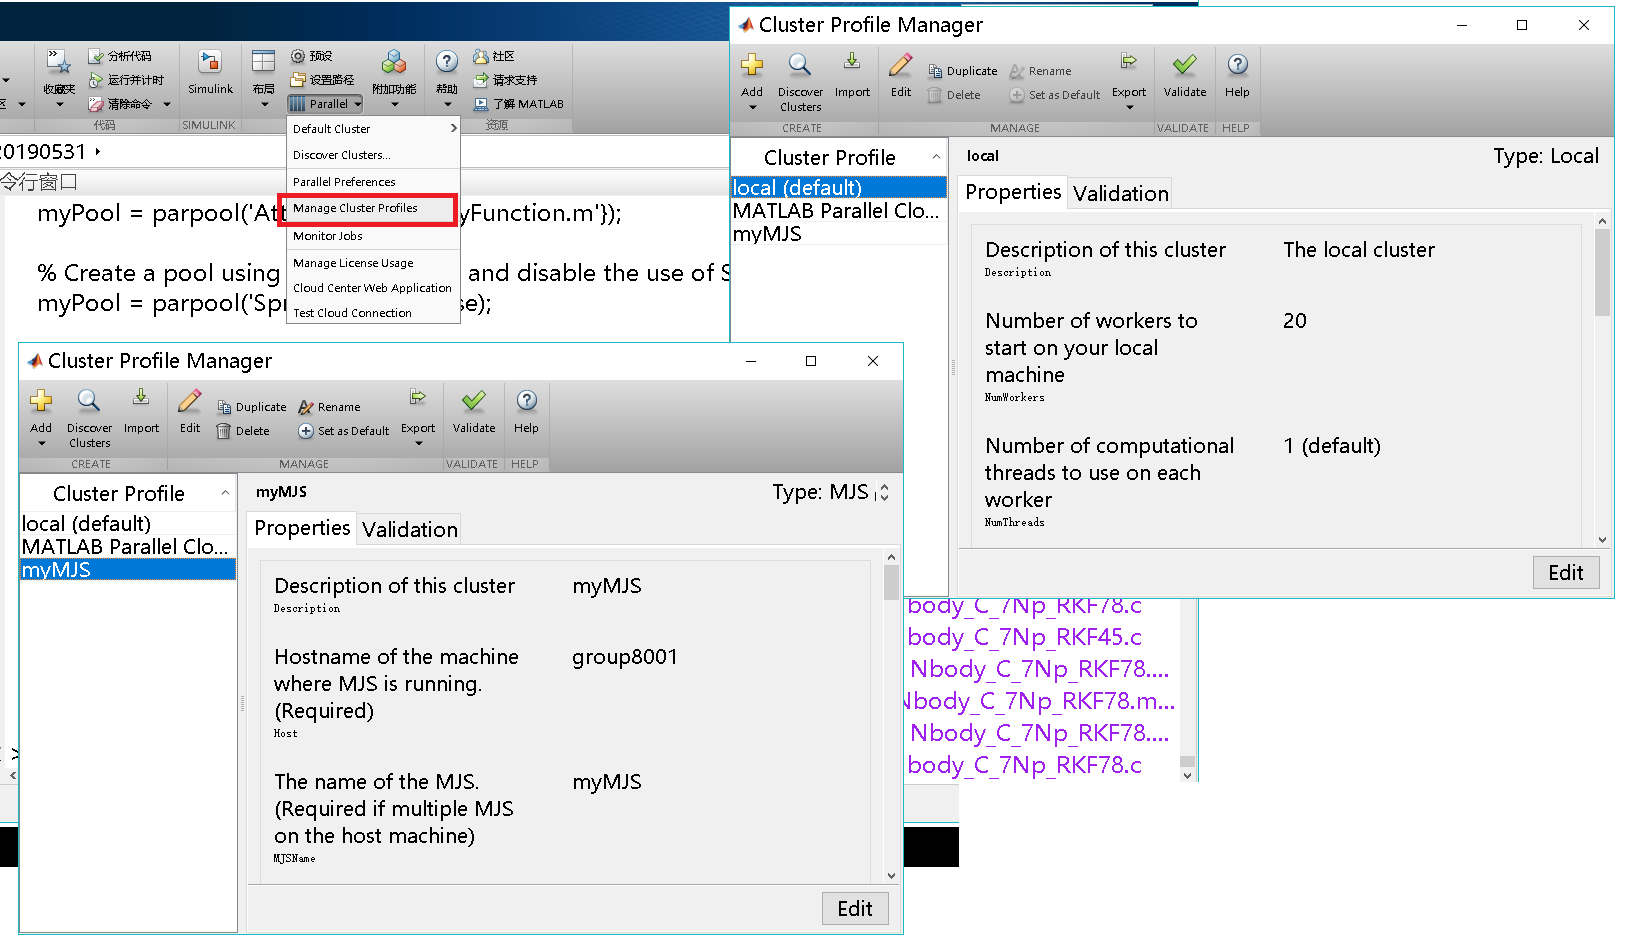 收藏夹
分析代码
运行并计时
清除命令
代码
Simulink
SIMULINK
布局
预设
设置路径
Parallel
附加功能
帮助
社区
请求支持
了解 MATLAB
资源
区
Default Cluster
Discover Clusters...
Parallel Preferences
Manage Cluster Profiles
Monitor Jobs
Manage License Usage
Cloud Center Web Application
Test Cloud Connection
20190531
令行窗口
myPool = parpool('Att yFunction.m'});
% Create a pool using and disable the use of S
myPool = parpool('Spr se);
Cluster Profile Manager
Add
Discover
Clusters
Import
CREATE
Edit
Duplicate
Delete
Rename
Set as Default
Export
MANAGE
Validate
VALIDATE
Help
HELP
Cluster Profile
local (default)
MATLAB Parallel Clo...
myMJS
local
Type: Local
Properties
Validation
Description of this cluster
The local cluster
Description
Number of workers to
start on your local
machine
20
NumWorkers
Number of computational
threads to use on each
worker
1 (default)
NumThreads
Edit
Cluster Profile Manager
Add
Discover
Clusters
Import
CREATE
Edit
Duplicate
Delete
Rename
Set as Default
Export
MANAGE
Validate
VALIDATE
Help
HELP
Cluster Profile
local (default)
MATLAB Parallel Clo...
myMJS
myMJS
Type: MJS
Properties
Validation
Description of this cluster
myMJS
Description
Hostname of the machine
where MJS is running.
(Required)
group8001
Host
The name of the MJS.
(Required if multiple MJS
on the host machine)
myMJS
MJSName
Edit
body_C_7Np_RKF78.c
body_C_7Np_RKF45.c
Nbody_C_7Np_RKF78....
Nbody_C_7Np_RKF78.m...
Nbody_C_7Np_RKF78....
body_C_7Np_RKF78.c